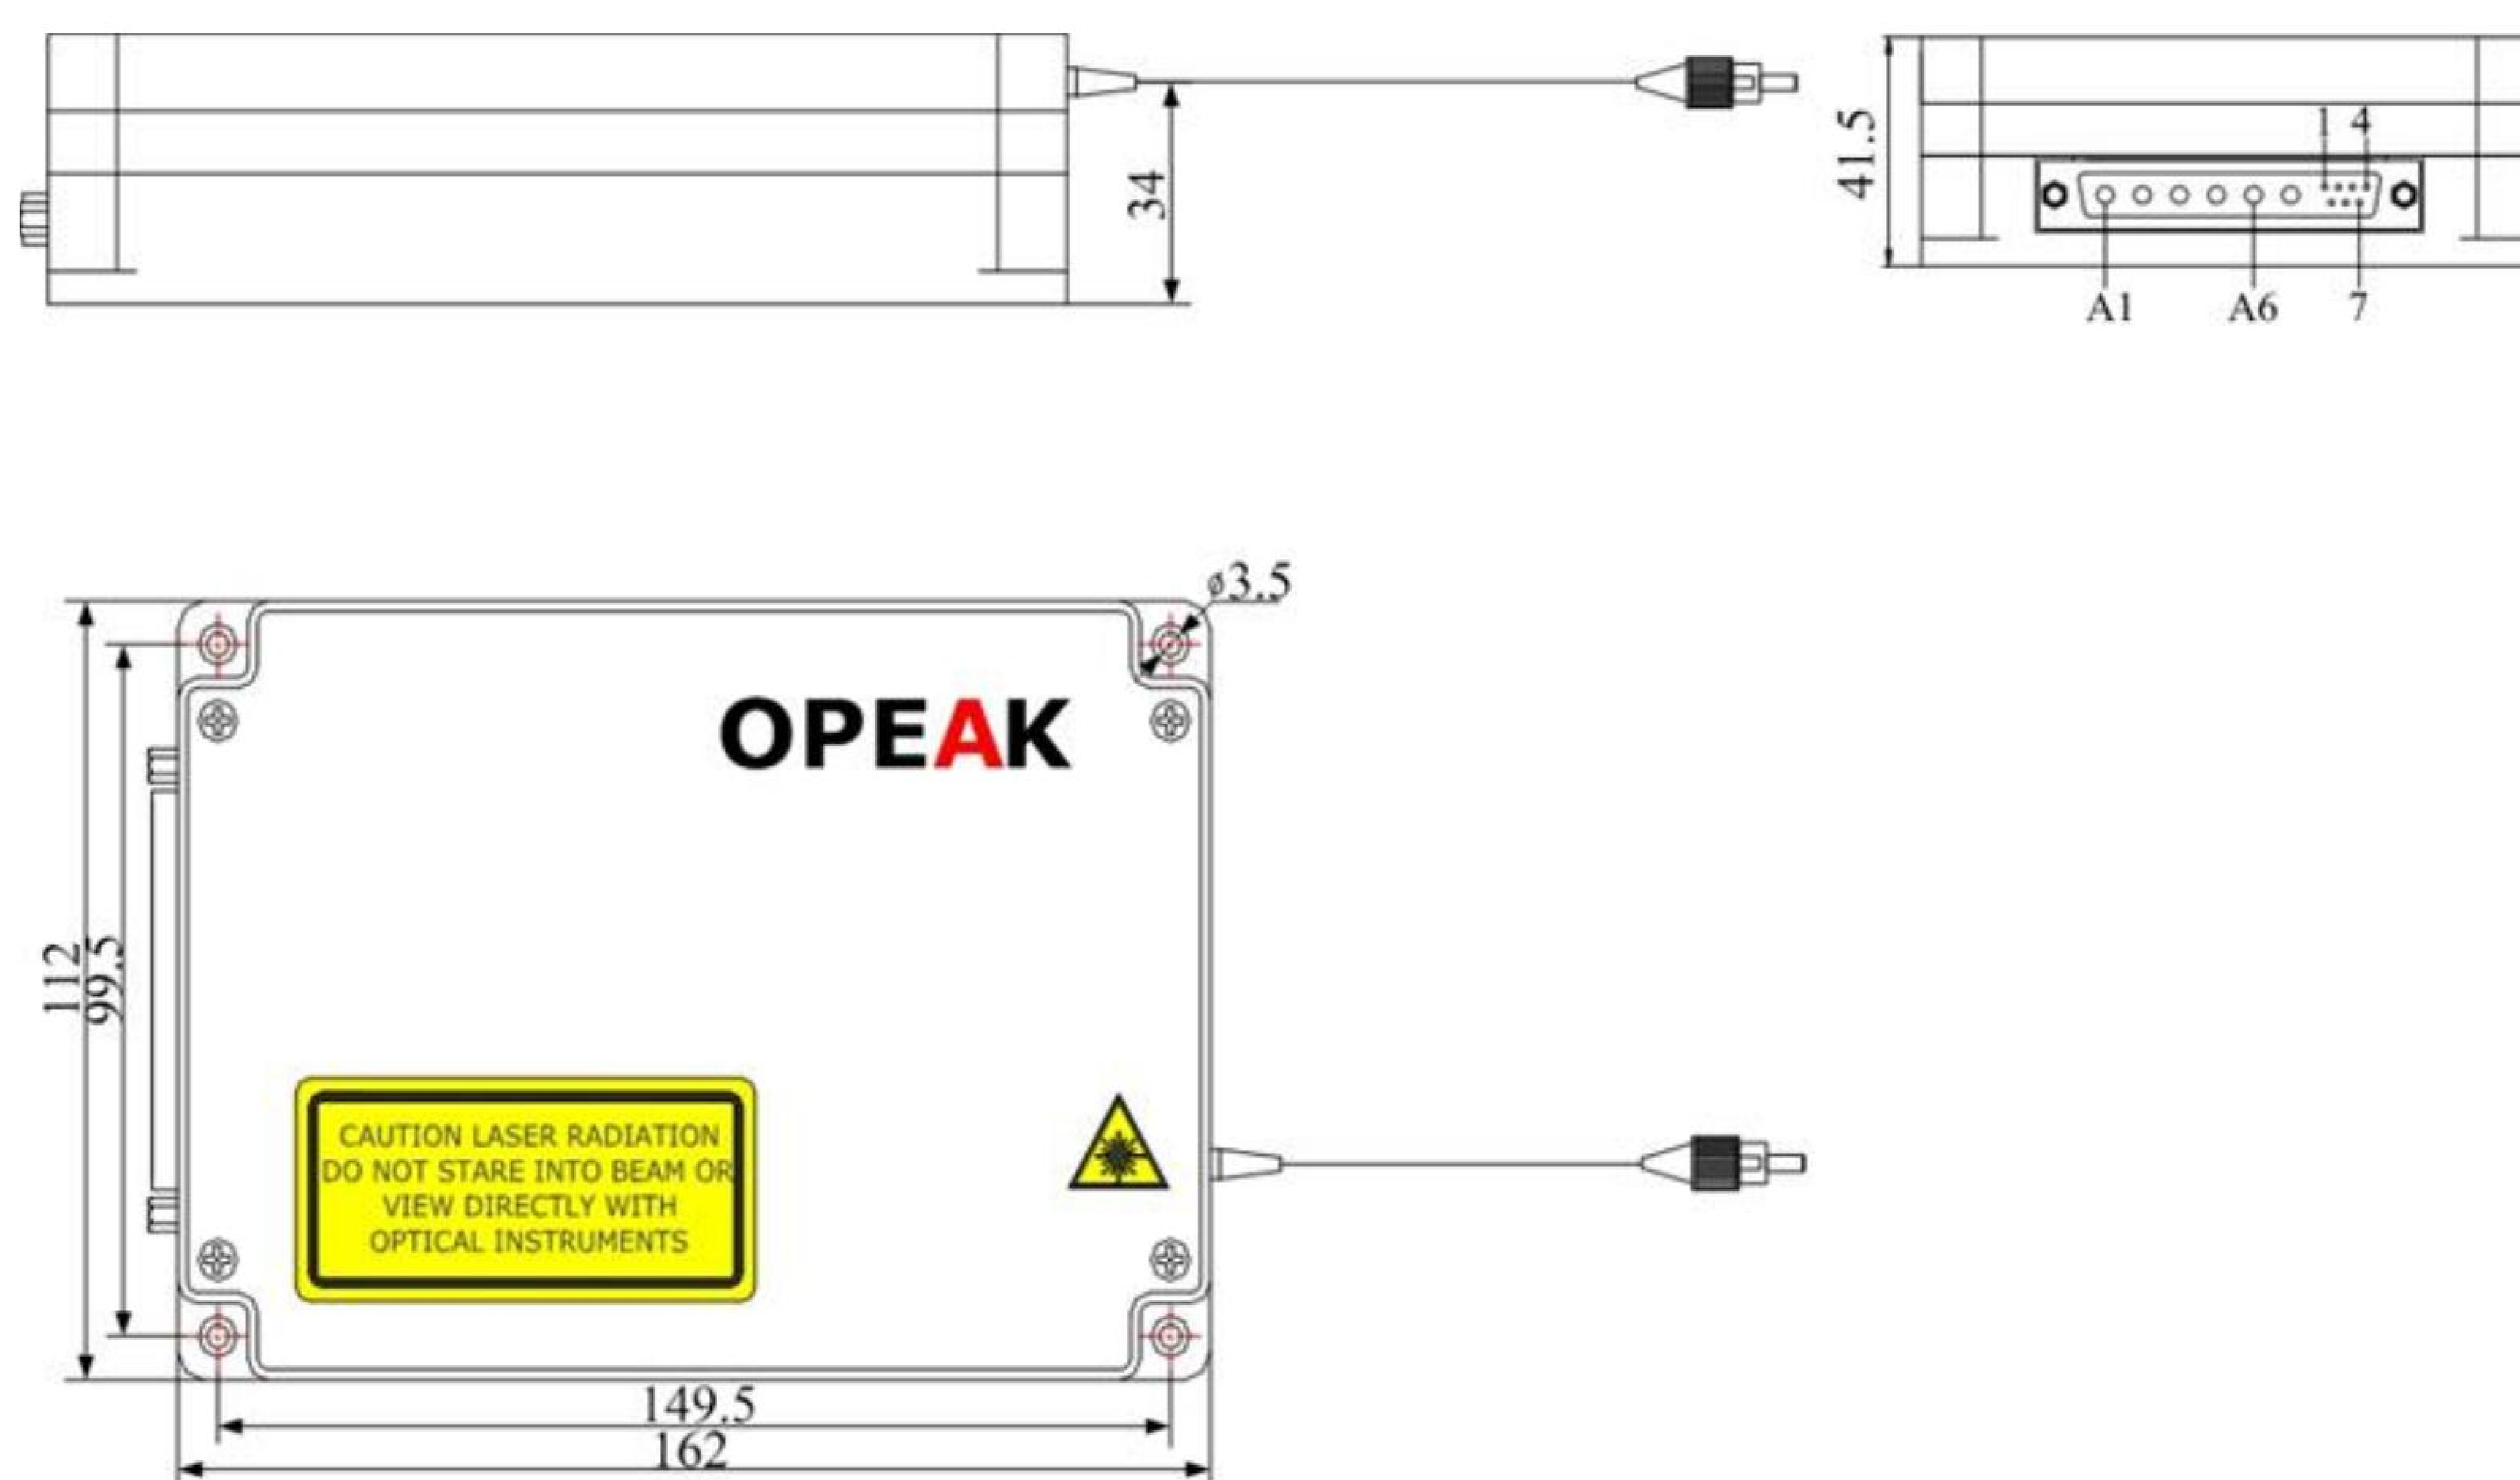 34
41.5
1 4
A1 A6 7
ø3.5
OPEAK
112
99.5
CAUTION LASER RADIATION
DO NOT STARE INTO BEAM OR
VIEW DIRECTLY WITH
OPTICAL INSTRUMENTS
149.5
162